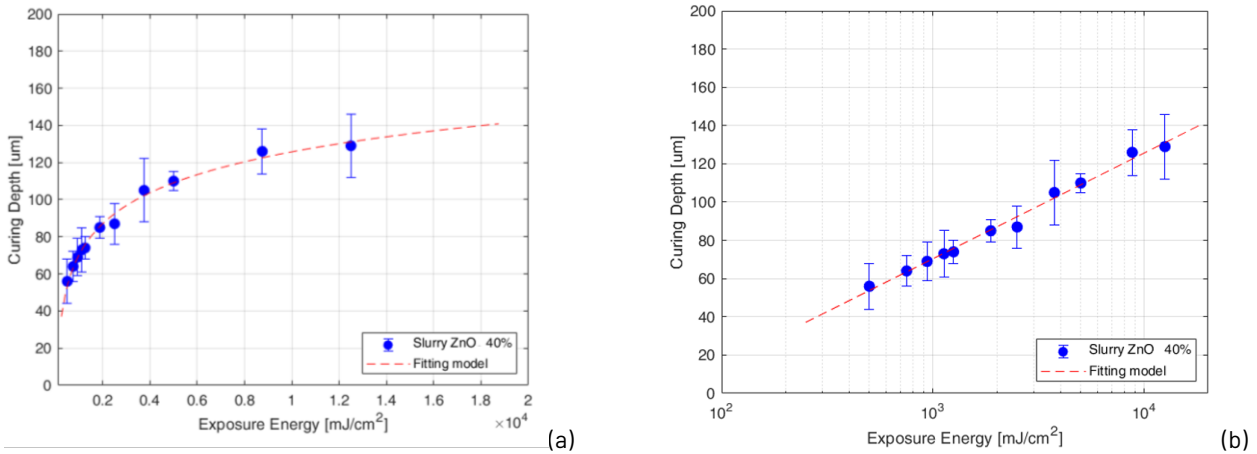 200
180
160
140
120
100
80
60
40
20
0
Curing Depth [um]
0.2 0.4 0.6 0.8 1 1.2 1.4 1.6 1.8 2
×10^4
Exposure Energy [mJ/cm^2]
Slurry ZnO 40%
Fitting model
(a)
200
180
160
140
120
100
80
60
40
20
0
Curing Depth [um]
10^2 10^3 10^4
Exposure Energy [mJ/cm^2]
Slurry ZnO 40%
Fitting model
(b)